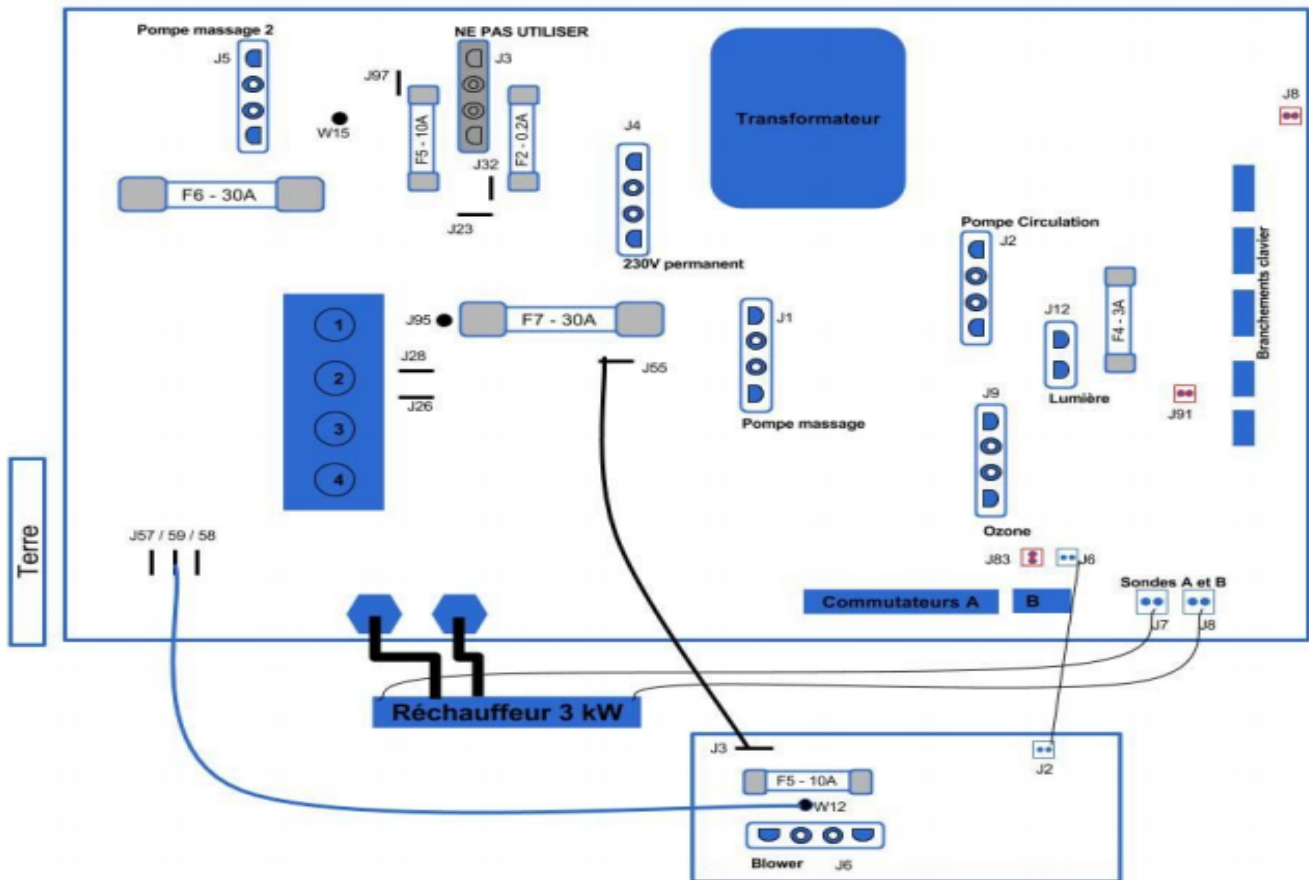 Pompe massage 2
J5
NE PAS UTILISER
J3
J97
W15
F5 - 10A
F2 - 0.2A
J32
J23
F6 - 30A
J4
230V permanent
Transformateur
J8
Pompe Circulation
J2
J12
Lumière
F4 - 3A
Branchements clavier
J91
1
2
3
4
J95
F7 - 30A
J28
J26
J55
J1
Pompe massage
J9
Ozone
J83
J6
Terre
J57 / 59 / 58
Commutateurs A
B
Sondes A et B
J7
J8
Réchauffeur 3 kW
J3
J2
F5 - 10A
W12
Blower
J6